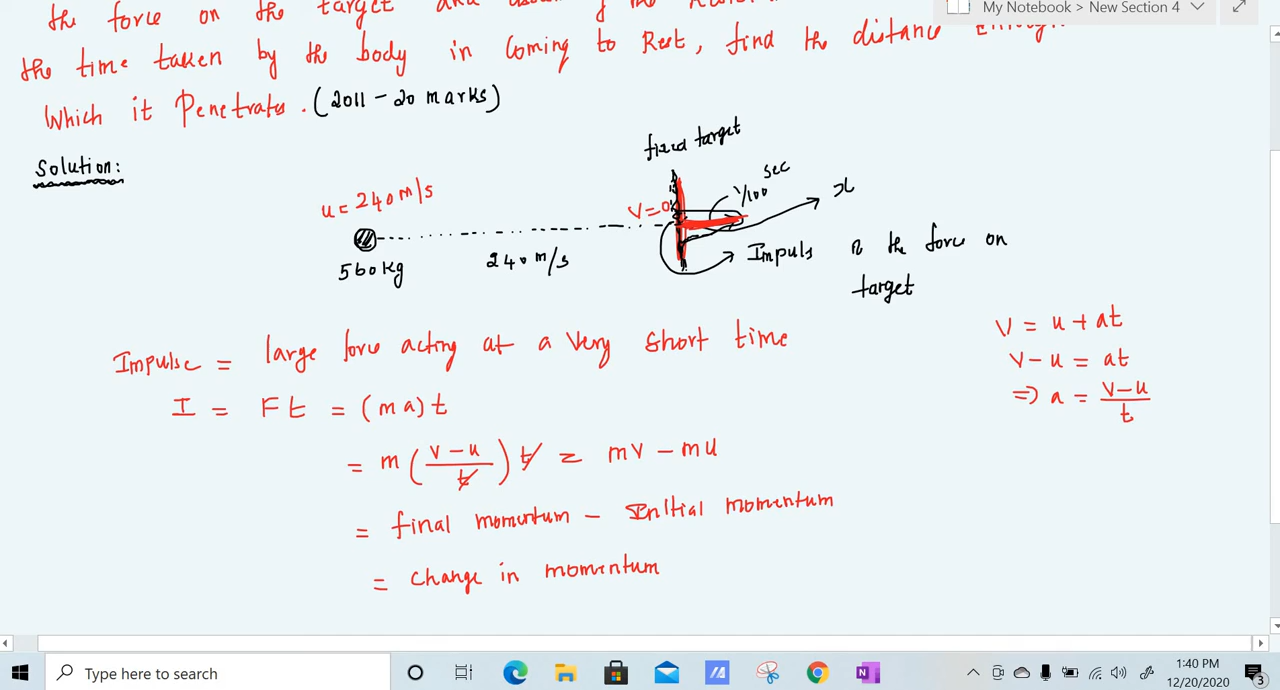 the force on the target and
My Notebook > New Section 4
the time taken by the body in Coming to Rest, find the distance
Which it Penetrates. (2011 - 20 marks)
Solution:
fixed target
u = 240 m/s
V = 0
1/100 sec
x
560 kg
240 m/s
Impuls
the force on
target
Impulse = large force acting at a very short time
V = u + at
V - u = at
⇒ a = (V - u)/t
I = Ft = (ma)t
= m((V - u)/t)t = mV - mu
= final momentum - Initial momentum
= Change in momentum
Type here to search
1:40 PM
12/20/2020
3